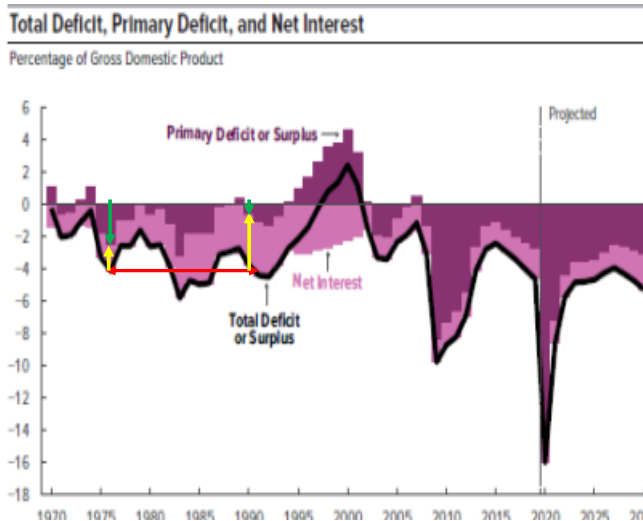 Total Deficit, Primary Deficit, and Net Interest
Percentage of Gross Domestic Product
6
Projected
4
Primary Deficit or Surplus
2
0
−2
−4
Net Interest
Total Deficit
or Surplus
−6
−8
−10
−12
−14
−16
−18
1970 1975 1980 1985 1990 1995 2000 2005 2010 2015 2020 2025